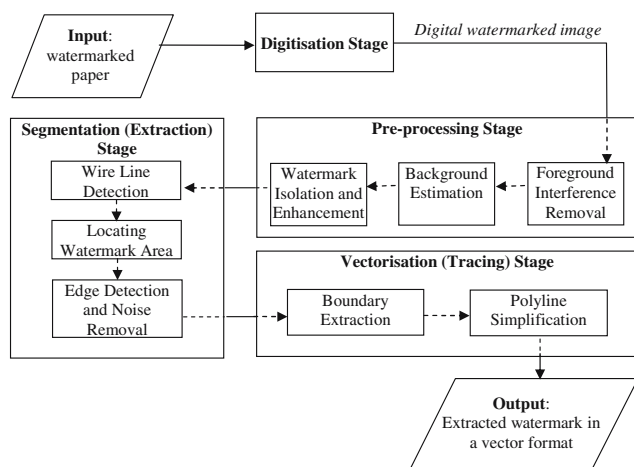 Input:
watermarked
paper
Digitisation Stage
Digital watermarked image
Pre-processing Stage
Foreground
Interference
Removal
Background
Estimation
Watermark
Isolation and
Enhancement
Segmentation (Extraction)
Stage
Wire Line
Detection
Locating
Watermark Area
Edge Detection
and Noise
Removal
Vectorisation (Tracing) Stage
Boundary
Extraction
Polyline
Simplification
Output:
Extracted watermark in
a vector format